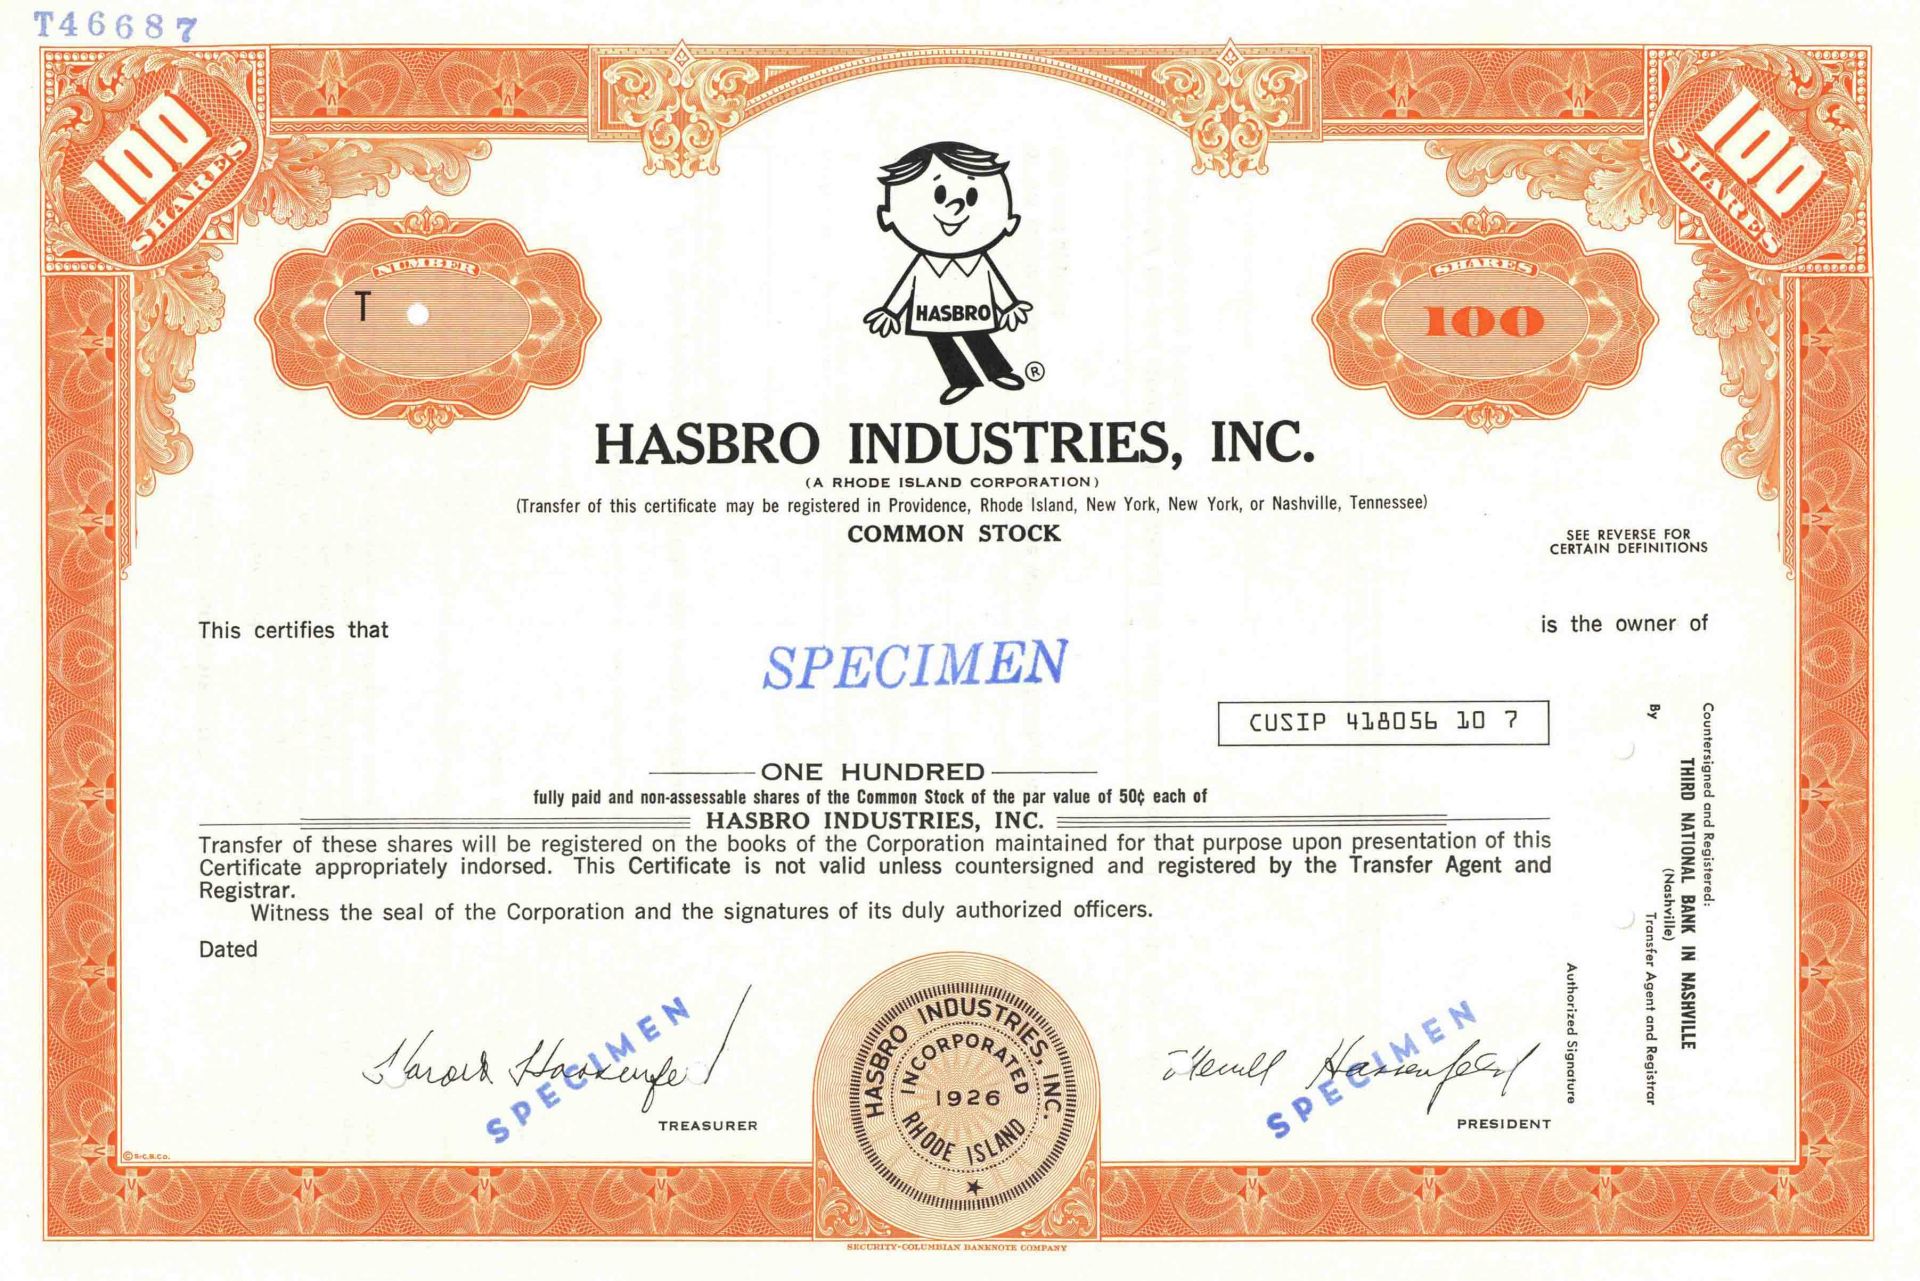 T46687
100
SHARES
100
SHARES
NUMBER
T
HASBRO
®
SHARES
100
HASBRO INDUSTRIES, INC.
(A RHODE ISLAND CORPORATION)
(Transfer of this certificate may be registered in Providence, Rhode Island, New York, New York, or Nashville, Tennessee)
COMMON STOCK
SEE REVERSE FOR
CERTAIN DEFINITIONS
This certifies that
is the owner of
SPECIMEN
CUSIP 418056 10 7
ONE HUNDRED
fully paid and non-assessable shares of the Common Stock of the par value of 50¢ each of
HASBRO INDUSTRIES, INC.
Transfer of these shares will be registered on the books of the Corporation maintained for that purpose upon presentation of this
Certificate appropriately indorsed. This Certificate is not valid unless countersigned and registered by the Transfer Agent and
Registrar.
Witness the seal of the Corporation and the signatures of its duly authorized officers.
Dated
Countersigned and Registered:
THIRD NATIONAL BANK IN NASHVILLE
(Nashville)
Transfer Agent and Registrar
By
Authorized Signature
Harold Hassenfeld
SPECIMEN
TREASURER
HASBRO INDUSTRIES, INC.
INCORPORATED
1926
RHODE ISLAND
Merrill Hassenfeld
SPECIMEN
PRESIDENT
© S-C.B.Co.
SECURITY-COLUMBIAN BANKNOTE COMPANY